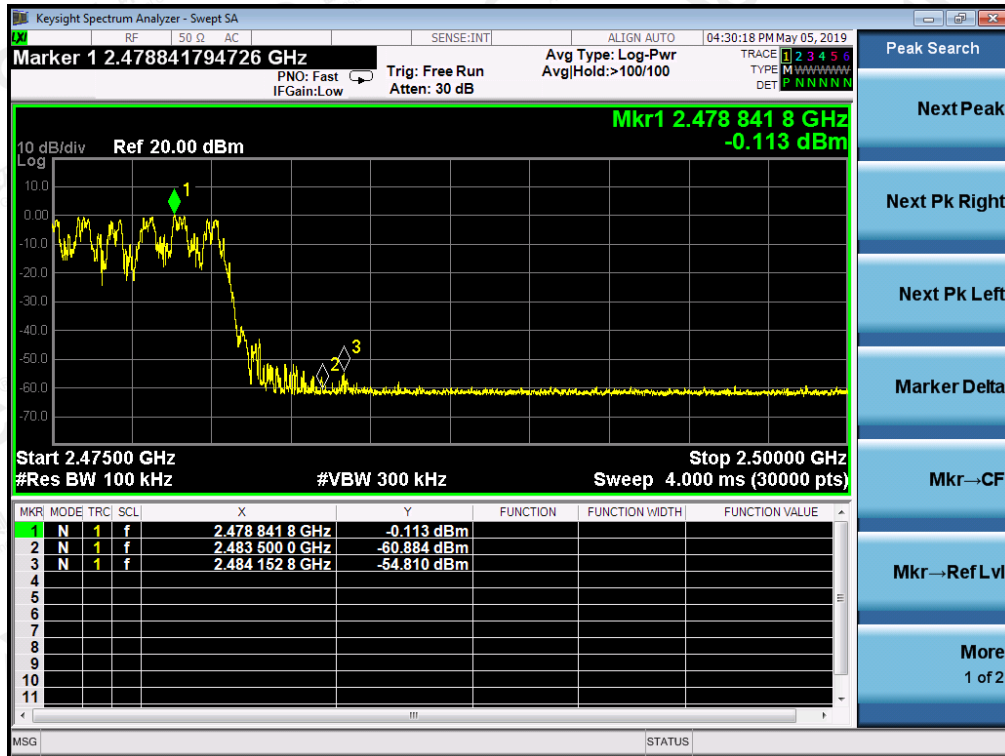 Keysight Spectrum Analyzer - Swept SA
LXI RF 50 Ω AC SENSE:INT ALIGN AUTO 04:30:18 PM May 05, 2019
Marker 1 2.478841794726 GHz
PNO: Fast
IFGain:Low
Trig: Free Run
Atten: 30 dB
Avg Type: Log-Pwr
Avg|Hold:>100/100
TRACE 1 2 3 4 5 6
TYPE M WWWWW
DET P N N N N N
Peak Search
Next Peak
Next Pk Right
Next Pk Left
Marker Delta
Mkr→CF
Mkr→Ref Lvl
More
1 of 2
Mkr1 2.478 841 8 GHz
-0.113 dBm
10 dB/div Ref 20.00 dBm
Log
10.0
0.00
-10.0
-20.0
-30.0
-40.0
-50.0
-60.0
-70.0
1
2
3
Start 2.47500 GHz Stop 2.50000 GHz
#Res BW 100 kHz #VBW 300 kHz Sweep 4.000 ms (30000 pts)
MKR MODE TRC SCL X Y FUNCTION FUNCTION WIDTH FUNCTION VALUE
1 N 1 f 2.478 841 8 GHz -0.113 dBm
2 N 1 f 2.483 500 0 GHz -60.884 dBm
3 N 1 f 2.484 152 8 GHz -54.810 dBm
4
5
6
7
8
9
10
11
MSG STATUS